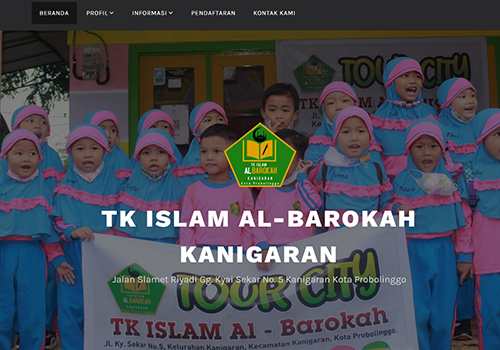 BERANDA PROFIL INFORMASI PENDAFTARAN KONTAK KAMI
TOUR CITY
TK ISLAM Al
TK ISLAM
AL BAROKAH
KANIGARAN
Kota Probolinggo
TK ISLAM AL-BAROKAH
KANIGARAN
Jalan Slamet Riyadi Gg. Kyai Sekar No. 5 Kanigaran Kota Probolinggo
TOUR CITY
TK ISLAM Al - Barokah
Jl. Ky. Sekar No.5, Kelurahan Kanigaran, Kecamatan Kanigaran, Kota Probolinggo.